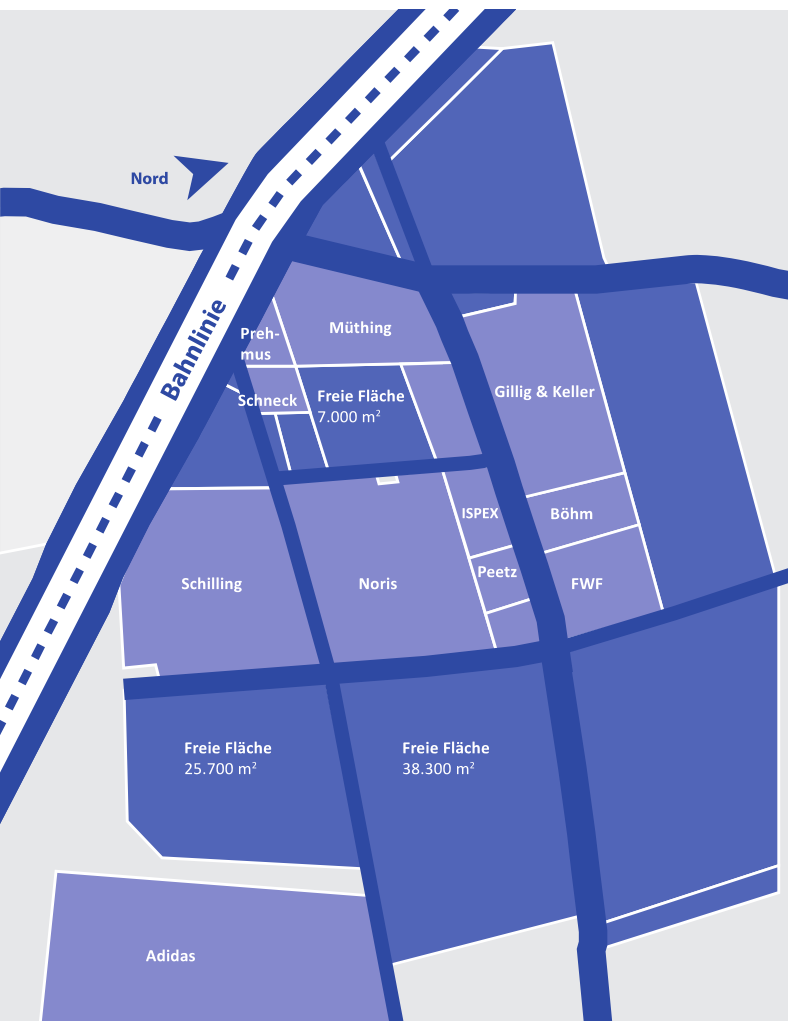 Nord
Bahnlinie
Müthing
Preh-
mus
Schneck
Freie Fläche
7.000 m²
Gillig & Keller
ISPEX
Böhm
Peetz
FWF
Schilling
Noris
Freie Fläche
25.700 m²
Freie Fläche
38.300 m²
Adidas